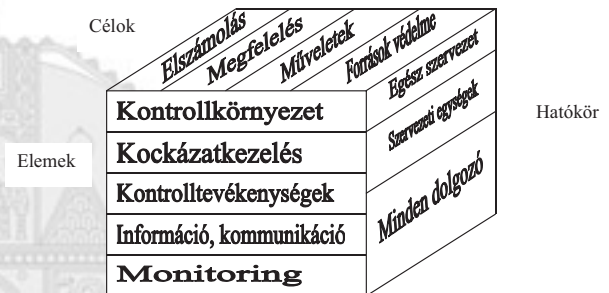 Célok
Elszámolás
Megfelelés
Műveletek
Források védelme
Egész szervezet
Szervezeti egységek
Minden dolgozó
Hatókör
Elemek
Kontrollkörnyezet
Kockázatkezelés
Kontrolltevékenységek
Információ, kommunikáció
Monitoring